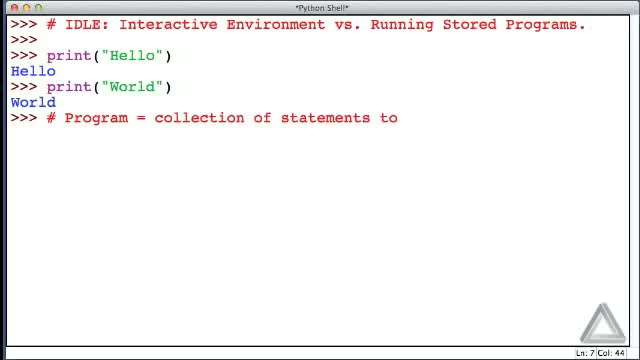 *Python Shell*
>>> # IDLE: Interactive Environment vs. Running Stored Programs.
>>>
>>> print("Hello")
Hello
>>> print("World")
World
>>> # Program = collection of statements to
Ln: 7 Col: 44